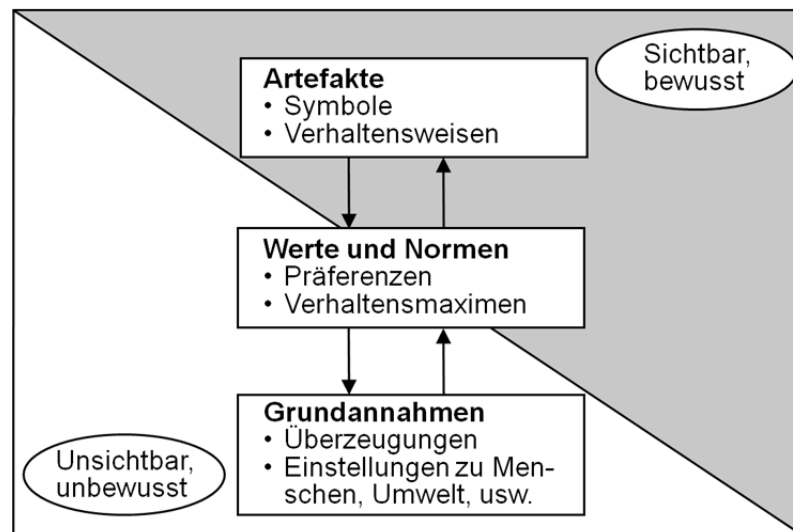 Sichtbar,
bewusst
Artefakte
• Symbole
• Verhaltensweisen
Werte und Normen
• Präferenzen
• Verhaltensmaximen
Grundannahmen
• Überzeugungen
• Einstellungen zu Men-
schen, Umwelt, usw.
Unsichtbar,
unbewusst